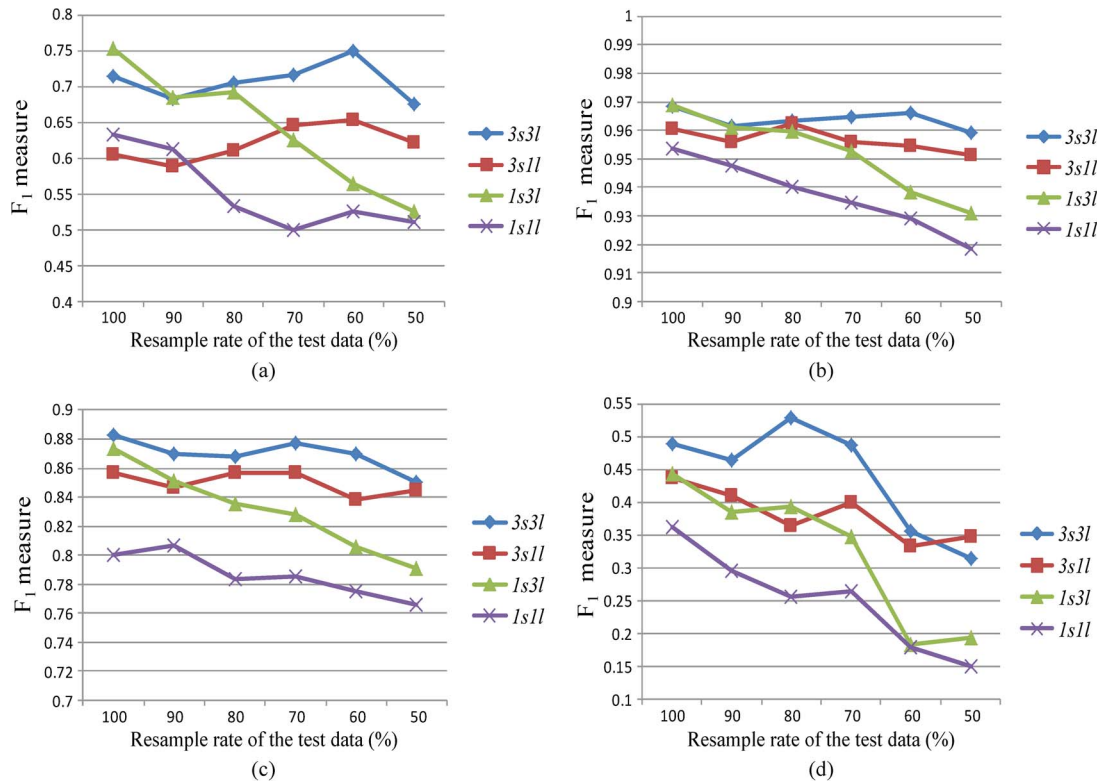 0.8
0.75
0.7
0.65
0.6
0.55
0.5
0.45
0.4
F1 measure
100 90 80 70 60 50
Resample rate of the test data (%)
3s3l
3s1l
1s3l
1s1l
(a)
1
0.99
0.98
0.97
0.96
0.95
0.94
0.93
0.92
0.91
0.9
F1 measure
100 90 80 70 60 50
Resample rate of the test data (%)
3s3l
3s1l
1s3l
1s1l
(b)
0.9
0.88
0.86
0.84
0.82
0.8
0.78
0.76
0.74
0.72
0.7
F1 measure
100 90 80 70 60 50
Resample rate of the test data (%)
3s3l
3s1l
1s3l
1s1l
(c)
0.55
0.5
0.45
0.4
0.35
0.3
0.25
0.2
0.15
0.1
F1 measure
100 90 80 70 60 50
Resample rate of the test data (%)
3s3l
3s1l
1s3l
1s1l
(d)